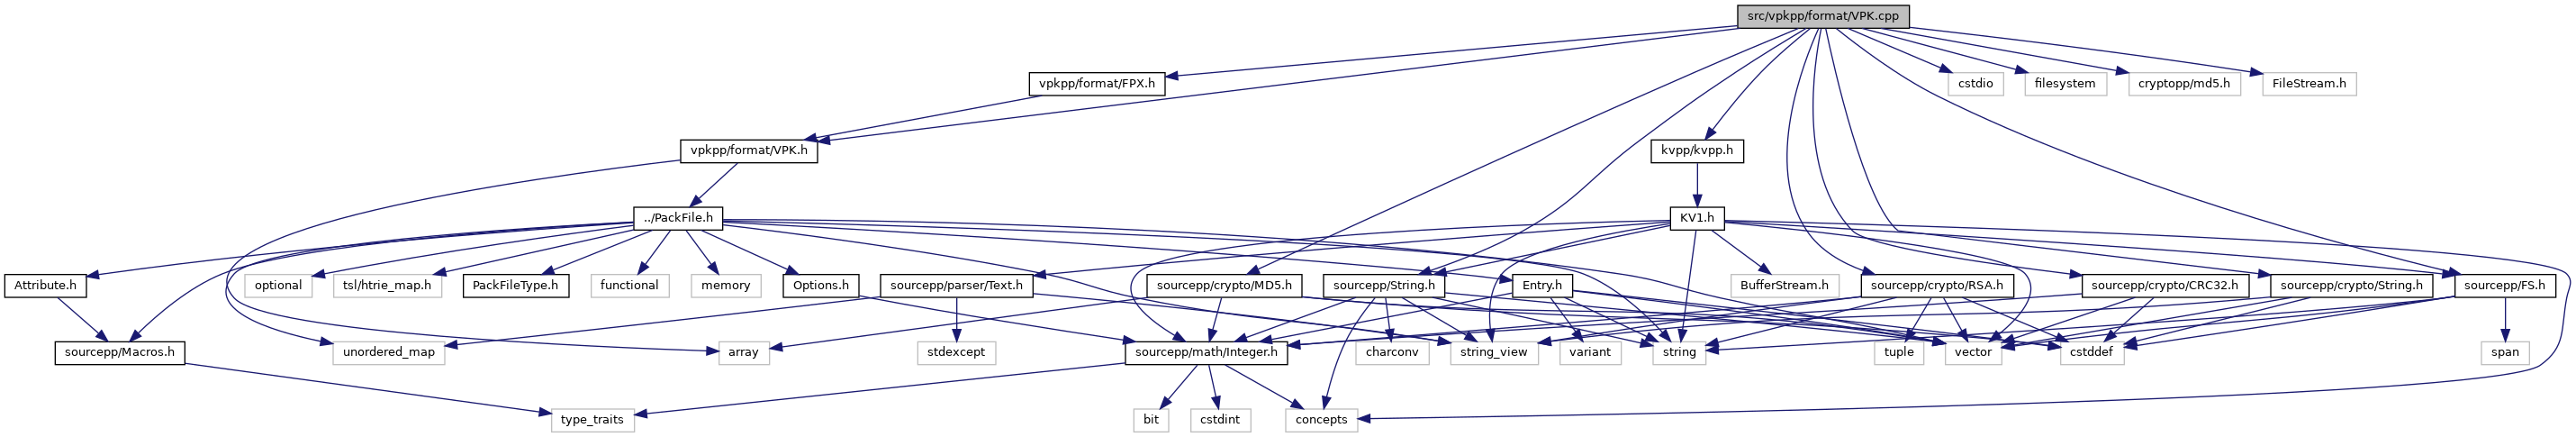 src/vpkpp/format/VPK.cpp
vpkpp/format/FPX.h
cstdio
filesystem
cryptopp/md5.h
FileStream.h
vpkpp/format/VPK.h
kvpp/kvpp.h
../PackFile.h
KV1.h
Attribute.h
optional
tsl/htrie_map.h
PackFileType.h
functional
memory
Options.h
sourcepp/parser/Text.h
sourcepp/crypto/MD5.h
sourcepp/String.h
Entry.h
BufferStream.h
sourcepp/crypto/RSA.h
sourcepp/crypto/CRC32.h
sourcepp/crypto/String.h
sourcepp/FS.h
sourcepp/Macros.h
unordered_map
array
stdexcept
sourcepp/math/Integer.h
charconv
string_view
variant
string
tuple
vector
cstddef
span
type_traits
bit
cstdint
concepts